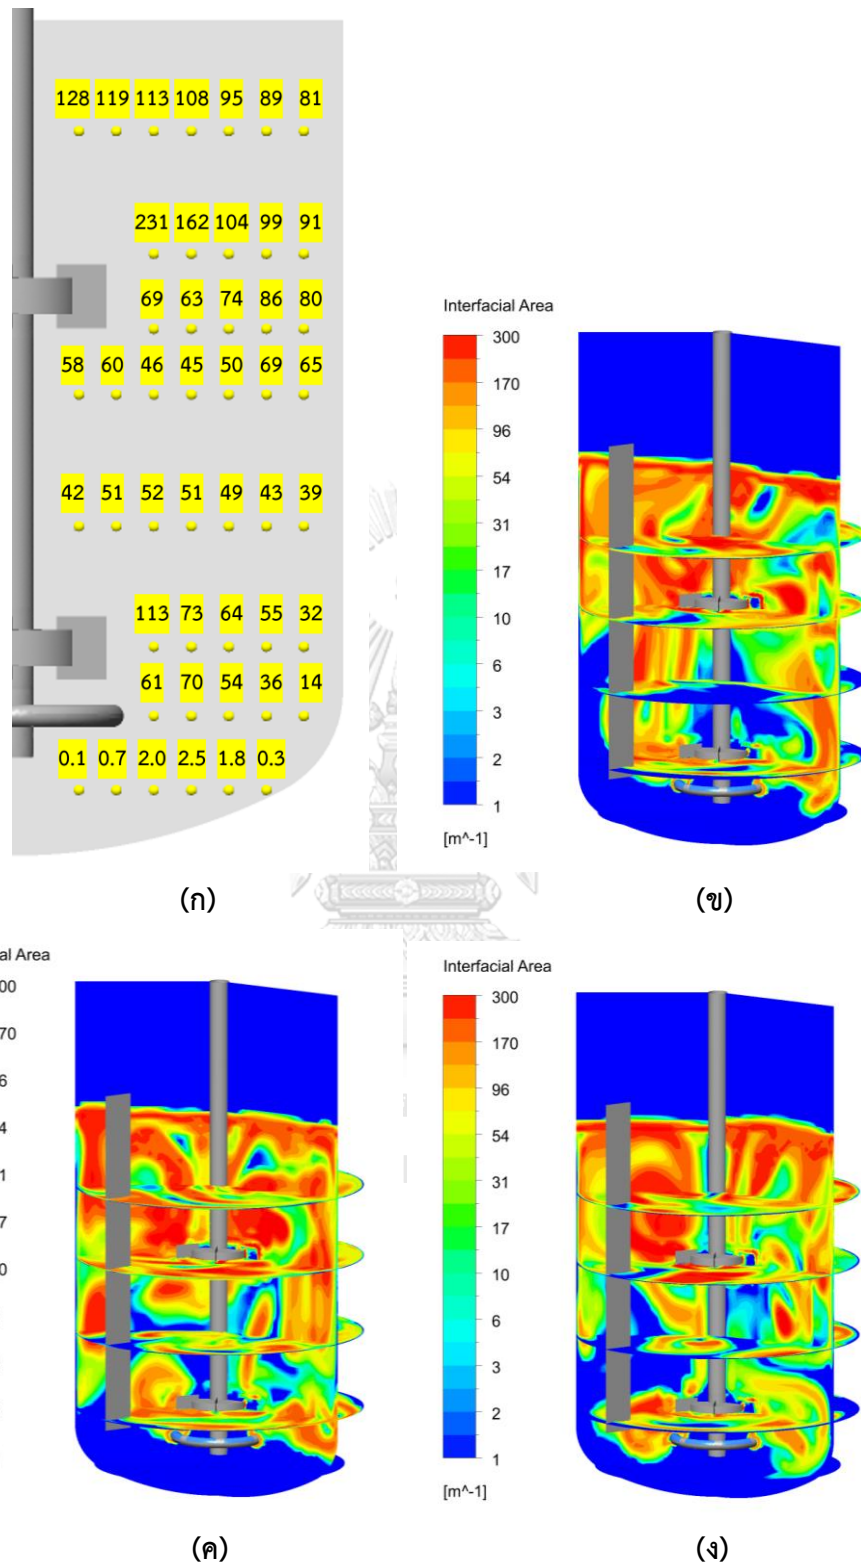 128 119 113 108 95 89 81
231 162 104 99 91
69 63 74 86 80
58 60 46 45 50 69 65
42 51 52 51 49 43 39
113 73 64 55 32
61 70 54 36 14
0.1 0.7 2.0 2.5 1.8 0.3
(ก)
Interfacial Area
300
170
96
54
31
17
10
6
3
2
1
[m^-1]
(ข)
al Area
00
70
6
4
1
7
0
(ค)
Interfacial Area
300
170
96
54
31
17
10
6
3
2
1
[m^-1]
(ง)